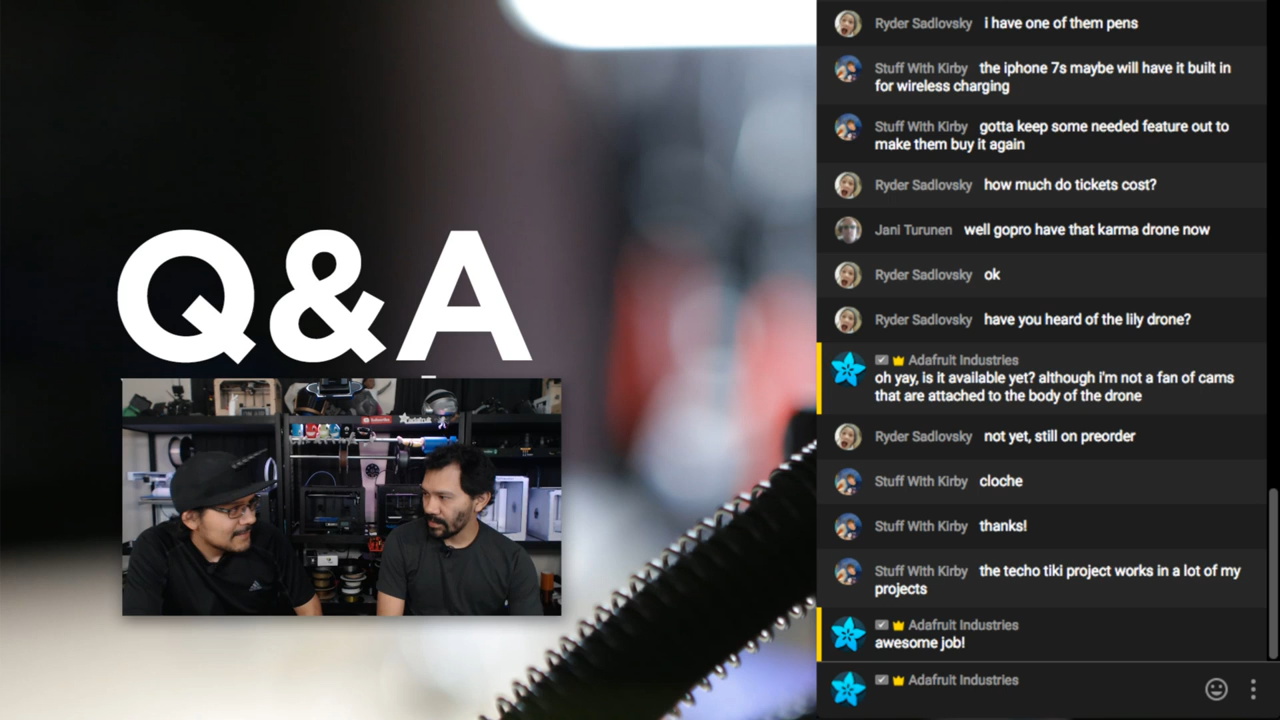 Q&A
Adafruit
Ryder Sadlovsky i have one of them pens
Stuff With Kirby the iphone 7s maybe will have it built in
for wireless charging
Stuff With Kirby gotta keep some needed feature out to
make them buy it again
Ryder Sadlovsky how much do tickets cost?
Jani Turunen well gopro have that karma drone now
Ryder Sadlovsky ok
Ryder Sadlovsky have you heard of the lily drone?
Adafruit Industries
oh yay, is it available yet? although i'm not a fan of cams
that are attached to the body of the drone
Ryder Sadlovsky not yet, still on preorder
Stuff With Kirby cloche
Stuff With Kirby thanks!
Stuff With Kirby the techo tiki project works in a lot of my
projects
Adafruit Industries
awesome job!
Adafruit Industries